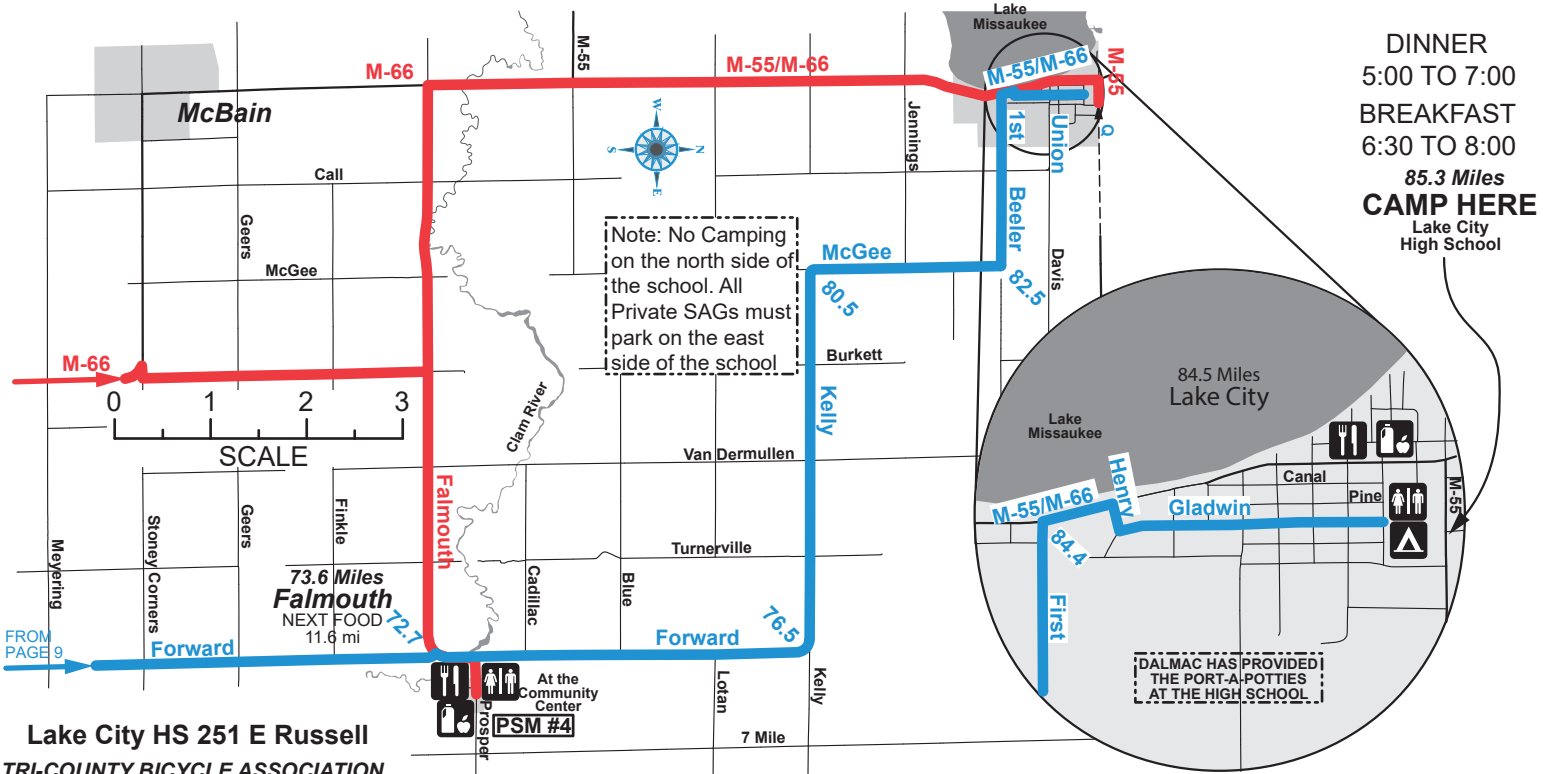 Lake
Missaukee
M-55
M-66
M-55/M-66
M-55/M-66
M-55
Q
McBain
W
S
N
E
Jennings
1st
Union
Call
Geers
McGee
Beeler
Davis
McGee
80.5
82.5
Note: No Camping
on the north side of
the school. All
Private SAGs must
park on the east
side of the school
DINNER
5:00 TO 7:00
BREAKFAST
6:30 TO 8:00
85.3 Miles
CAMP HERE
Lake City
High School
M-66
0 1 2 3
SCALE
Clam River
Burkett
Kelly
Van Dermullen
Falmouth
Meyering
Stoney Corners
Geers
Finkle
Cadillac
Blue
Turnerville
73.6 Miles
Falmouth
NEXT FOOD
11.6 mi
72.7
76.5
FROM
PAGE 9
Forward
Forward
At the
Community
Center
PSM #4
Prosper
Lotan
Kelly
7 Mile
84.5 Miles
Lake City
Lake
Missaukee
M-55/M-66
Henry
Gladwin
Canal
Pine
M-55
84.4
First
DALMAC HAS PROVIDED
THE PORT-A-POTTIES
AT THE HIGH SCHOOL
Lake City HS 251 E Russell
TRI-COUNTY BICYCLE ASSOCIATION